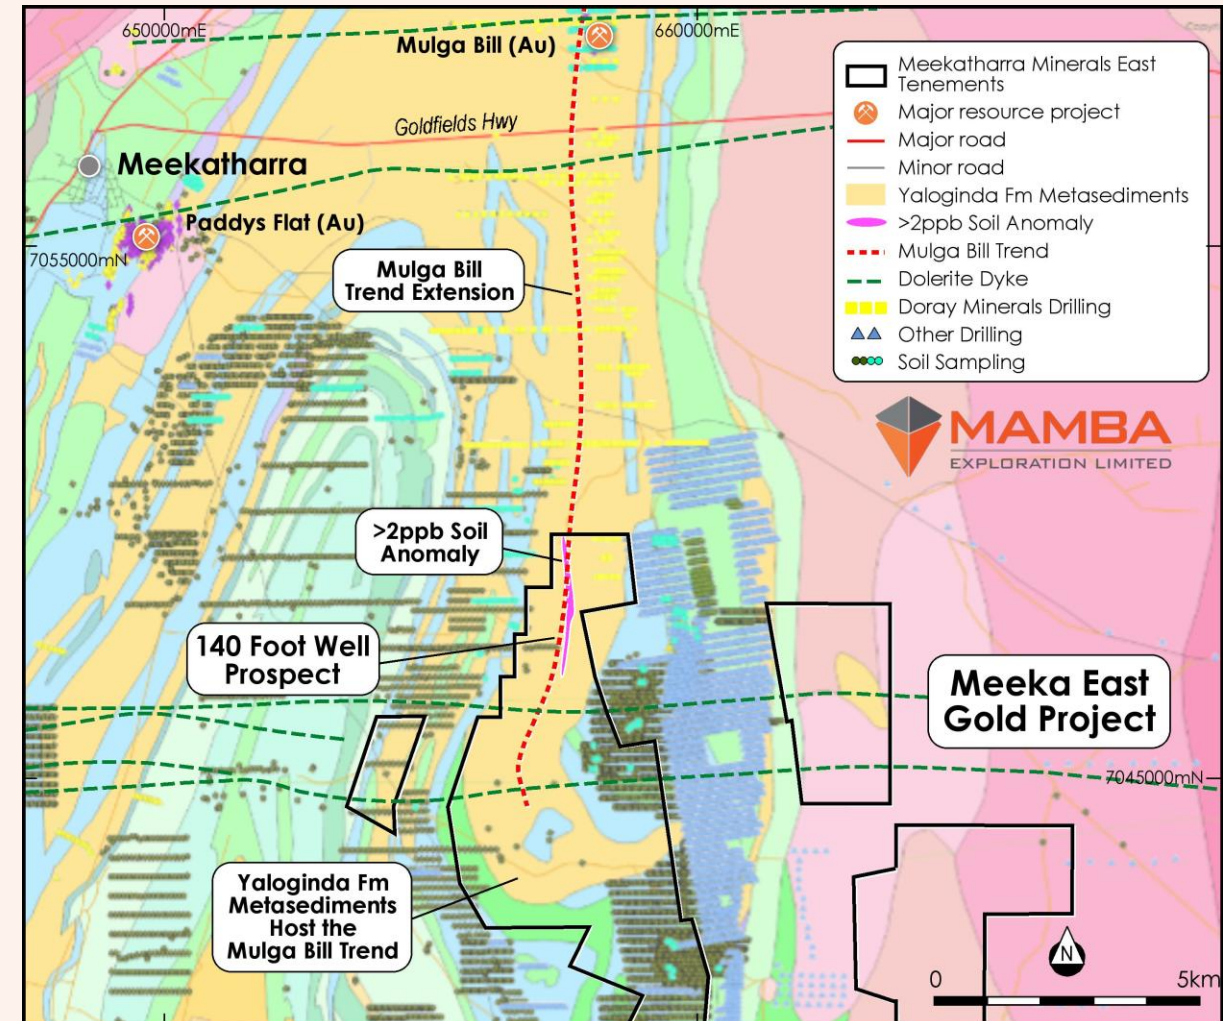 650000mE
660000mE
Mulga Bill (Au)
Goldfields Hwy
Meekatharra
Paddys Flat (Au)
7055000mN
Mulga Bill
Trend Extension
Meekatharra Minerals East
Tenements
Major resource project
Major road
Minor road
Yaloginda Fm Metasediments
>2ppb Soil Anomaly
Mulga Bill Trend
Dolerite Dyke
Doray Minerals Drilling
Other Drilling
Soil Sampling
MAMBA
EXPLORATION LIMITED
>2ppb Soil
Anomaly
140 Foot Well
Prospect
Meeka East
Gold Project
7045000mN
Yaloginda Fm
Metasediments
Host the
Mulga Bill Trend
N
0
5km